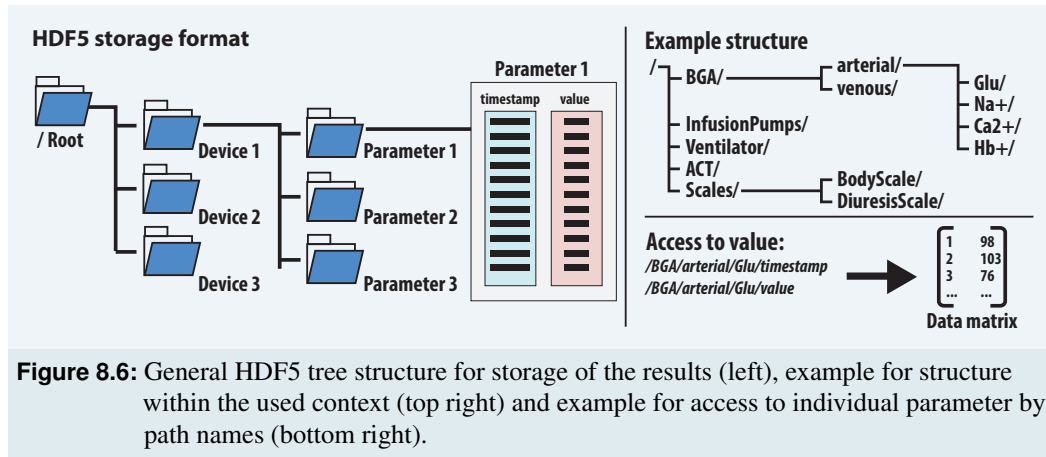 HDF5 storage format
/ Root
Device 1
Device 2
Device 3
Parameter 1
Parameter 2
Parameter 3
Parameter 1
timestamp value
Example structure
/
BGA/
arterial/
venous/
Glu/
Na+/
Ca2+/
Hb+/
InfusionPumps/
Ventilator/
ACT/
Scales/
BodyScale/
DiuresisScale/
Access to value:
/BGA/arterial/Glu/timestamp
/BGA/arterial/Glu/value
1 98
2 103
3 76
... ...
Data matrix
Figure 8.6: General HDF5 tree structure for storage of the results (left), example for structure
within the used context (top right) and example for access to individual parameter by
path names (bottom right).